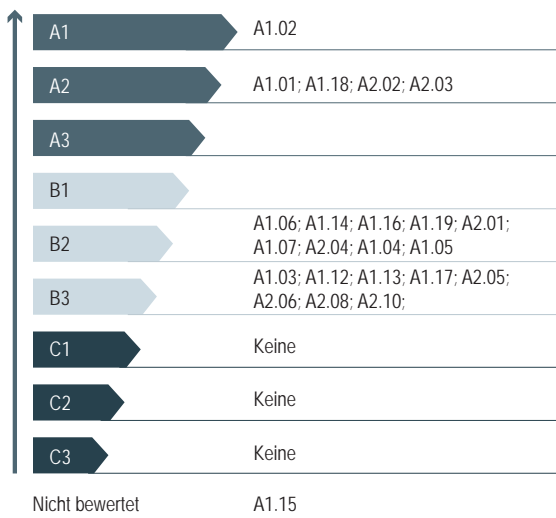 A1 A1.02
A2 A1.01; A1.18; A2.02; A2.03
A3
B1
B2 A1.06; A1.14; A1.16; A1.19; A2.01;
A1.07; A2.04; A1.04; A1.05
B3 A1.03; A1.12; A1.13; A1.17; A2.05;
A2.06; A2.08; A2.10;
C1 Keine
C2 Keine
C3 Keine
Nicht bewertet A1.15